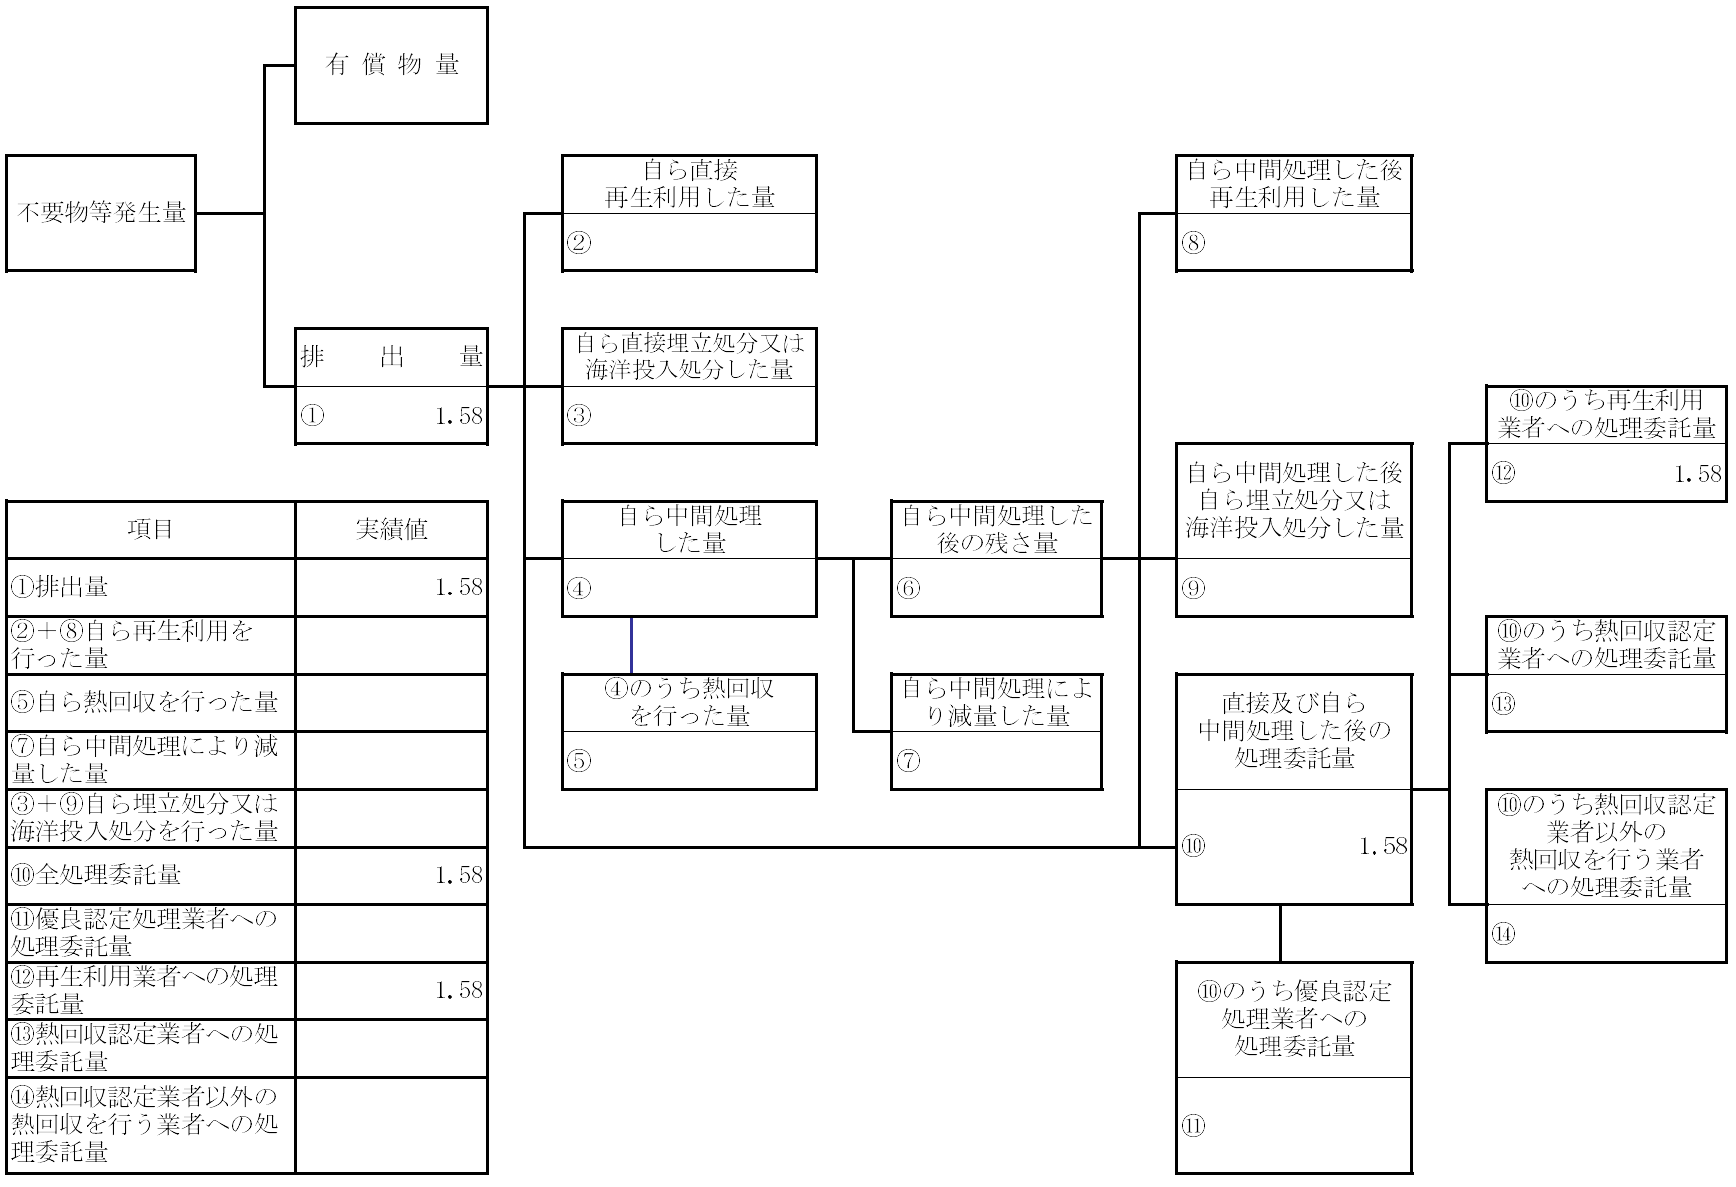 有償物量
不要物等発生量
排出量
① 1.58
自ら直接
再生利用した量
②
自ら直接埋立処分又は
海洋投入処分した量
③
自ら中間処理
した量
④
④のうち熱回収
を行った量
⑤
自ら中間処理した
後の残さ量
⑥
自ら中間処理によ
り減量した量
⑦
自ら中間処理した後
再生利用した量
⑧
自ら中間処理した後
自ら埋立処分又は
海洋投入処分した量
⑨
直接及び自ら
中間処理した後の
処理委託量
⑩ 1.58
⑩のうち優良認定
処理業者への
処理委託量
⑪
⑩のうち再生利用
業者への処理委託量
⑫ 1.58
⑩のうち熱回収認定
業者への処理委託量
⑬
⑩のうち熱回収認定
業者以外の
熱回収を行う業者
への処理委託量
⑭
項目 実績値
①排出量 1.58
②＋⑧自ら再生利用を
行った量
⑤自ら熱回収を行った量
⑦自ら中間処理により減
量した量
③＋⑨自ら埋立処分又は
海洋投入処分を行った量
⑩全処理委託量 1.58
⑪優良認定処理業者への
処理委託量
⑫再生利用業者への処理
委託量 1.58
⑬熱回収認定業者への処
理委託量
⑭熱回収認定業者以外の
熱回収を行う業者への処
理委託量